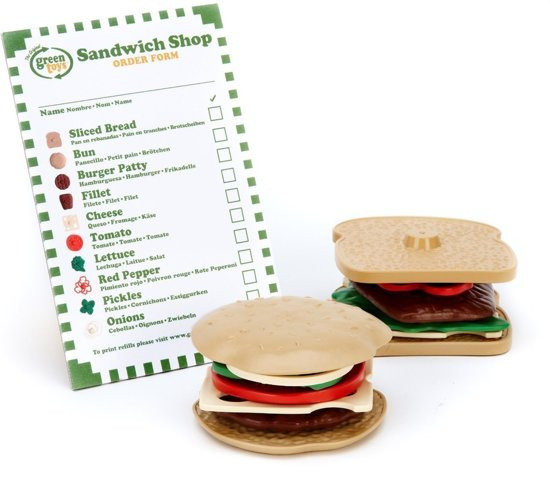 The Original
green
toys
Sandwich Shop
ORDER FORM
Name Nombre • Nom • Name
Sliced Bread
Pan en rebanadas • Pain en tranches • Brotscheiben
Bun
Panecillo • Petit pain • Brötchen
Burger Patty
Hamburguesa • Hamburger • Frikadelle
Fillet
Filete • Filet • Filet
Cheese
Queso • Fromage • Käse
Tomato
Tomate • Tomate • Tomate
Lettuce
Lechuga • Laitue • Salat
Red Pepper
Pimiento rojo • Poivron rouge • Rote Peperoni
Pickles
Pickles • Cornichons • Essiggurken
Onions
Cebollas • Oignons • Zwiebeln
To print refills please visit www.g